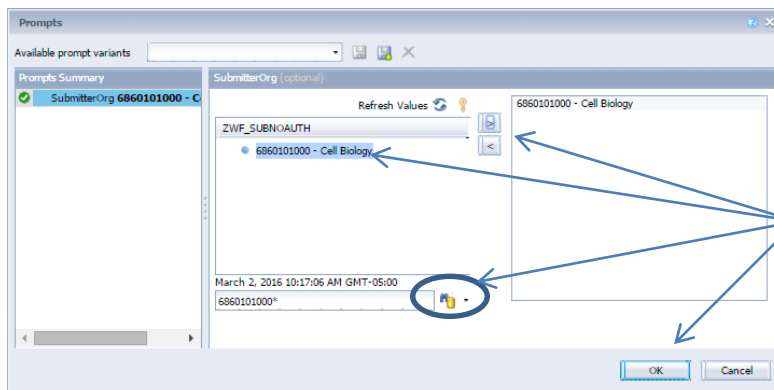 Prompts
Available prompt variants
Prompts Summary
SubmitterOrg (optional)
SubmitterOrg 6860101000 - C
Refresh Values
ZWF_SUBNOAUTH
6860101000 - Cell Biology
>
<
6860101000 - Cell Biology
March 2, 2016 10:17:06 AM GMT-05:00
6860101000*
OK
Cancel